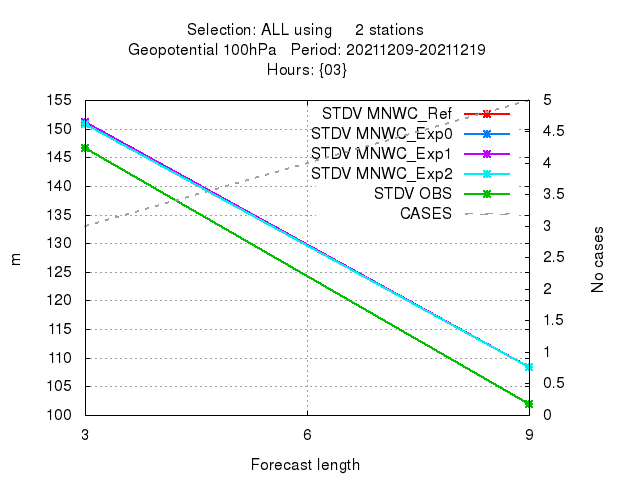 Selection: ALL using 2 stations
Geopotential 100hPa Period: 20211209-20211219
Hours: {03}
155
150
145
140
135
130
125
120
115
110
105
100
m
3
6
9
Forecast length
5
4.5
4
3.5
3
2.5
2
1.5
1
0.5
0
No cases
STDV MNWC_Ref
STDV MNWC_Exp0
STDV MNWC_Exp1
STDV MNWC_Exp2
STDV OBS
CASES